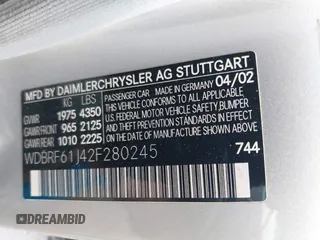 MFD BY DAIMLERCHRYSLER AG STUTTGART
KG LBS
GVWR 1975 4350
GAWR FRONT 965 2125
GAWR REAR 1010 2225
PASSENGER CAR MADE IN GERMANY 04/02
THIS VEHICLE CONFORMS TO ALL
APPLICABLE U.S. FEDERAL MOTOR
VEHICLE SAFETY, BUMPER,
AND THEFT PREVENTION
STANDARDS IN EFFECT ON THE DATE
OF MANUFACTURE SHOWN ABOVE
WDBRF61J42F280245
744
DREAMBID